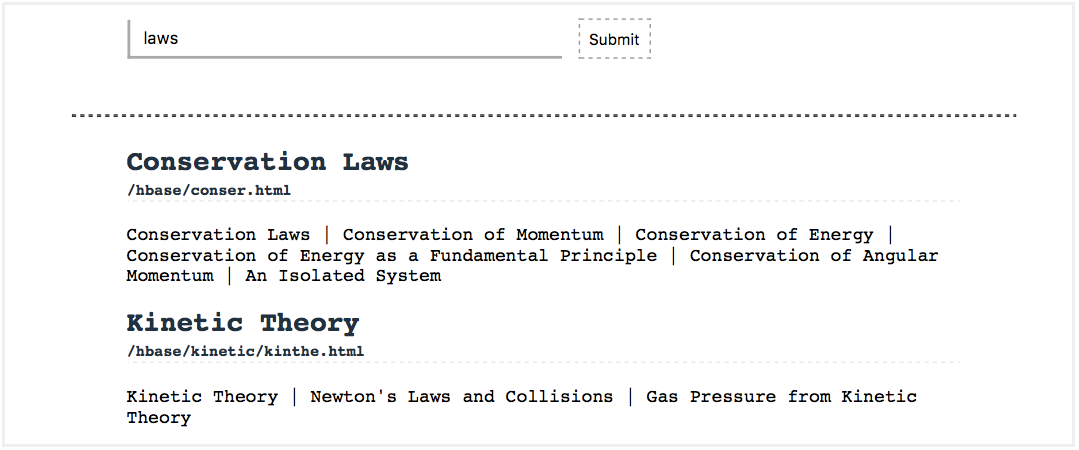 laws
Submit
Conservation Laws
/hbase/conser.html
Conservation Laws | Conservation of Momentum | Conservation of Energy |
Conservation of Energy as a Fundamental Principle | Conservation of Angular
Momentum | An Isolated System
Kinetic Theory
/hbase/kinetic/kinthe.html
Kinetic Theory | Newton's Laws and Collisions | Gas Pressure from Kinetic
Theory